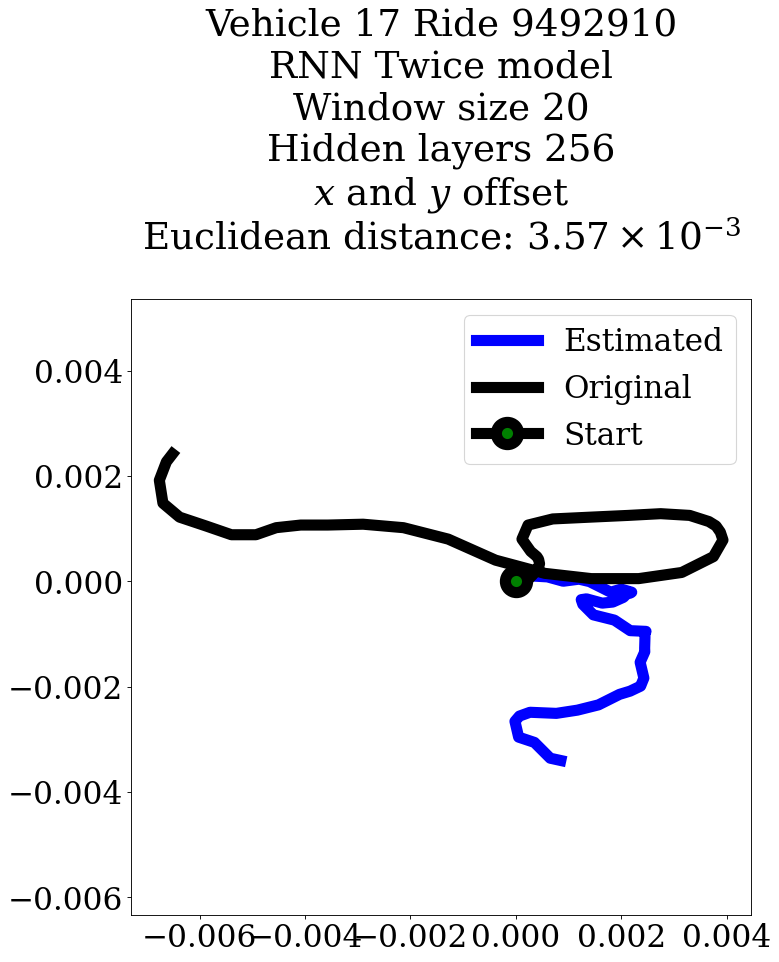 Vehicle 17 Ride 9492910
RNN Twice model
Window size 20
Hidden layers 256
x and y offset
Euclidean distance: 3.57 × 10⁻³
Estimated
Original
Start
0.004
0.002
0.000
−0.002
−0.004
−0.006
−0.006 −0.004 −0.002 0.000 0.002 0.004